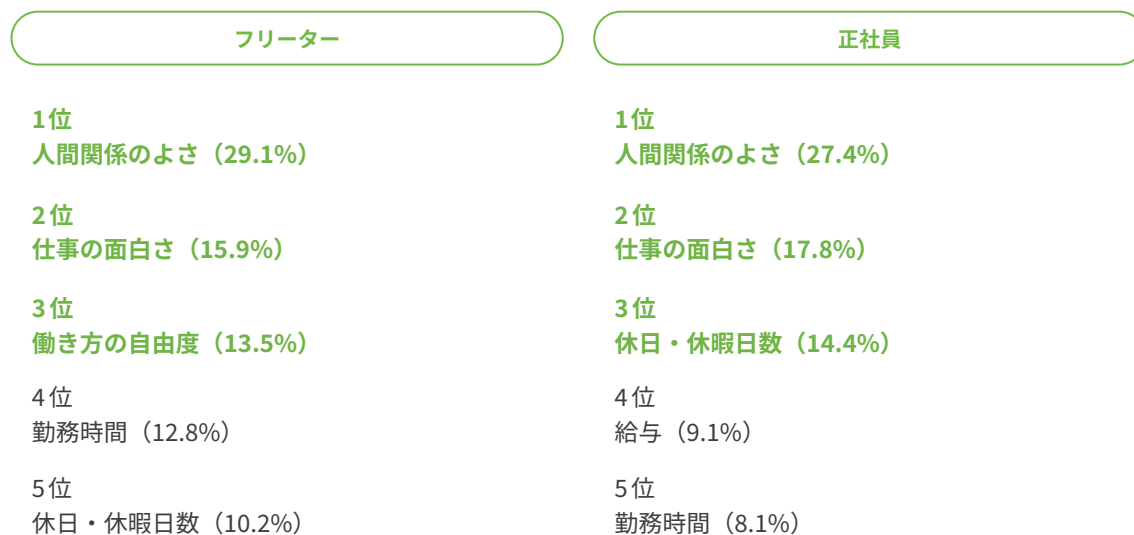 フリーター
1位
人間関係のよさ（29.1%）
2位
仕事の面白さ（15.9%）
3位
働き方の自由度（13.5%）
4位
勤務時間（12.8%）
5位
休日・休暇日数（10.2%）
正社員
1位
人間関係のよさ（27.4%）
2位
仕事の面白さ（17.8%）
3位
休日・休暇日数（14.4%）
4位
給与（9.1%）
5位
勤務時間（8.1%）